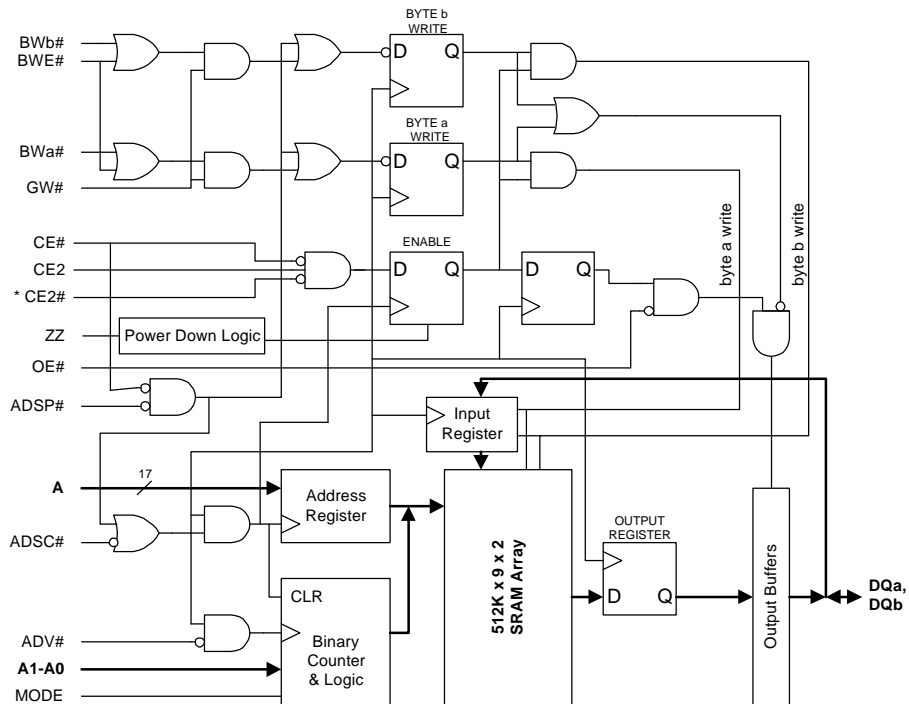 BYTE b
WRITE
BWb#
BWE#
D Q
BYTE a
WRITE
BWa#
D Q
GW#
byte a write
byte b write
CE#
ENABLE
CE2
D Q
D Q
* CE2#
ZZ
Power Down Logic
OE#
ADSP#
Input
Register
A
17
Address
Register
OUTPUT
REGISTER
ADSC#
512K x 9 x 2
SRAM Array
D Q
Output Buffers
DQa,
DQb
CLR
ADV#
Binary
Counter
& Logic
A1-A0
MODE